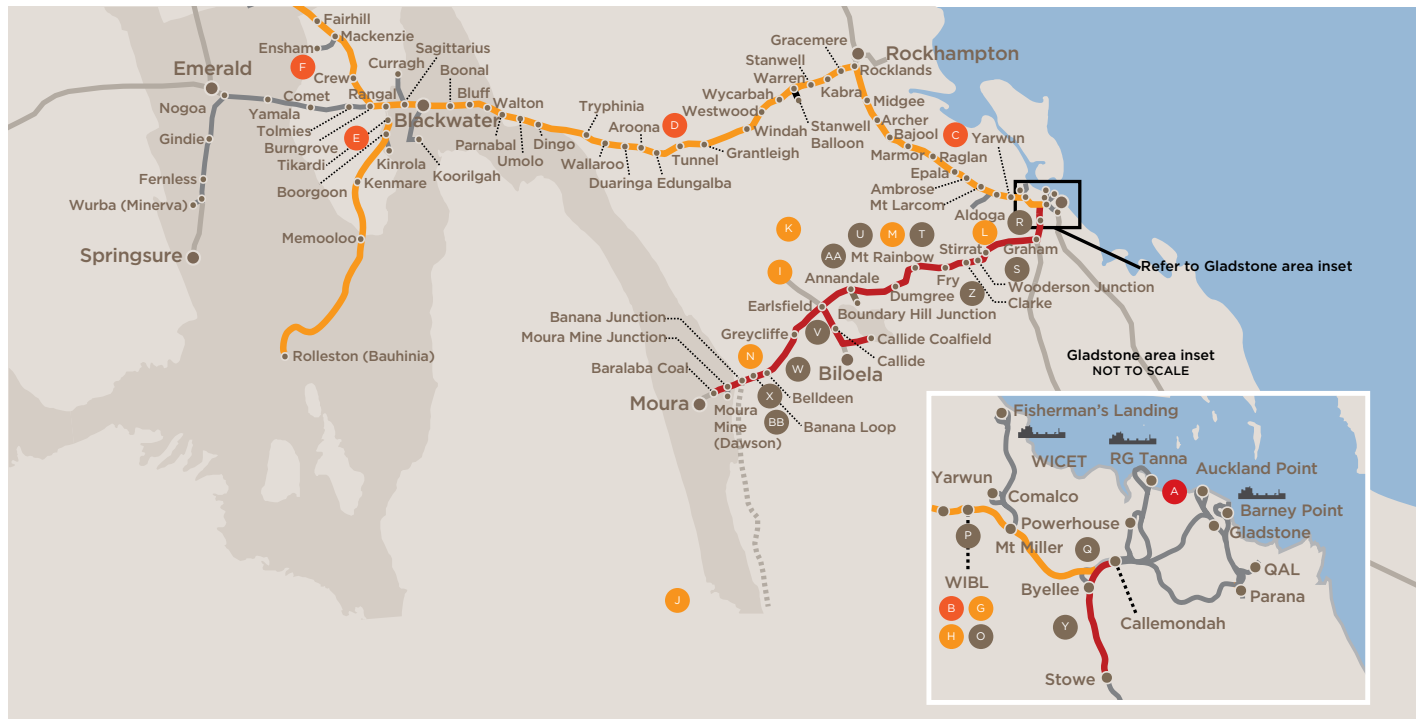 Fairhill
Mackenzie
Ensham
Sagittarius
Gracemere
Rockhampton
Curragh
Stanwell
F
Emerald
Crew
Boonal
Warren
Rocklands
Comet
Rangal
Bluff
Wycarbah
Kabra
Nogoa
Yamala
Walton
Tryphinia
Westwood
Midgee
Blackwater
Tolmies
Aroona
D
Stanwell
Balloon
Archer
C
Gindie
E
Burngrove
Parnabal
Dingo
Windah
Bajool
Yarwun
Tikardi
Kinrola
Umolo
Wallaroo
Tunnel
Grantleigh
Marmor
Raglan
Fernless
Boorgoon
Kenmare
Koorilgah
Duaringa
Edungalba
Epala
Wurba (Minerva)
Ambrose
Mt Larcom
Aldoga
R
Memooloo
K
U
M
T
L
Springsure
AA
Mt Rainbow
Stirrat
Graham
Refer to Gladstone area inset
I
Annandale
Fry
S
Wooderson Junction
Earlsfield
Dumgree
Z
Clarke
Banana Junction
Boundary Hill Junction
Moura Mine Junction
Greycliffe
V
Callide Coalfield
Rolleston (Bauhinia)
N
Callide
Gladstone area inset
NOT TO SCALE
Baralaba Coal
W
Biloela
Moura
X
Belldeen
Moura
Mine
(Dawson)
BB
Banana Loop
J
Fisherman's Landing
WICET
RG Tanna
Auckland Point
Yarwun
A
Comalco
Barney Point
Powerhouse
Gladstone
P
Mt Miller
Q
WIBL
Byellee
QAL
Parana
B
G
H
O
Y
Callemondah
Stowe